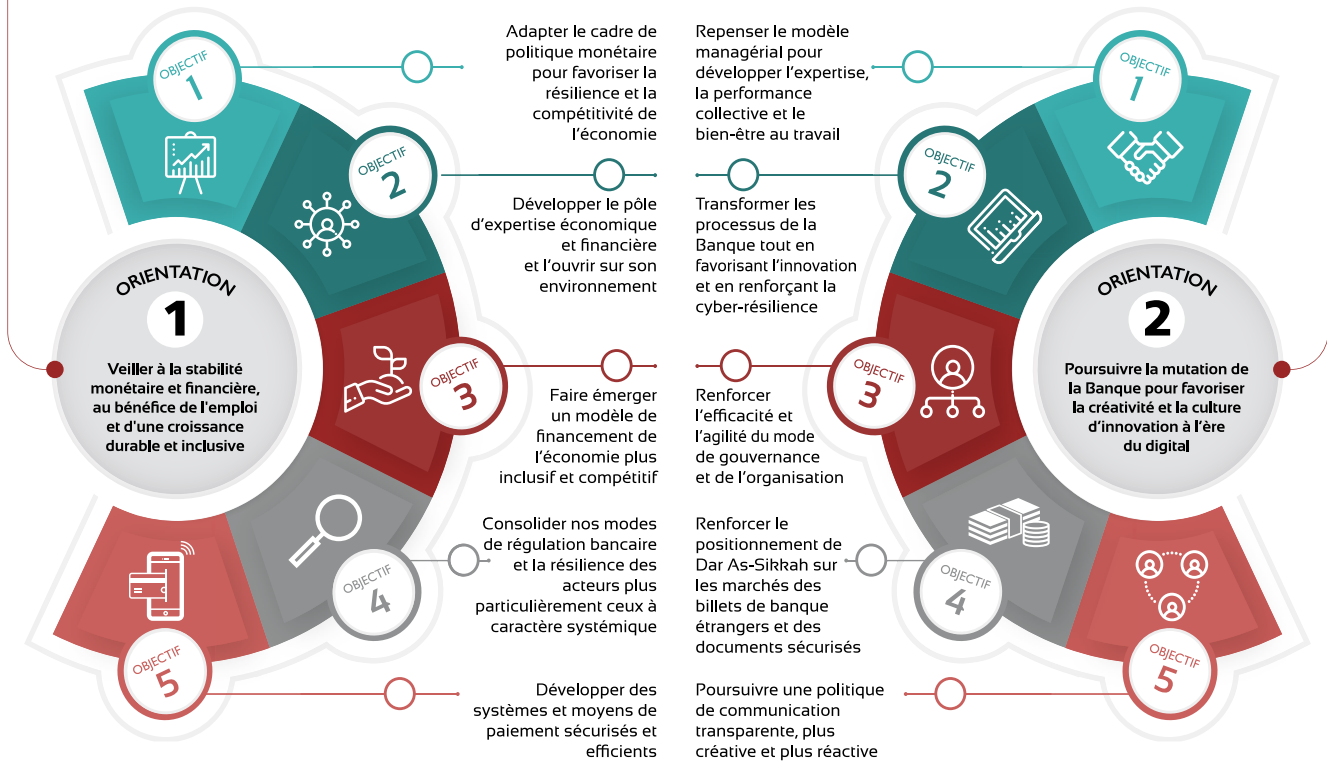 ORIENTATION
1
Veiller à la stabilité
monétaire et financière,
au bénéfice de l'emploi
et d'une croissance
durable et inclusive
OBJECTIF
1
Adapter le cadre de
politique monétaire
pour favoriser la
résilience et la
compétitivité de
l'économie
OBJECTIF
2
Développer le pôle
d'expertise économique
et financière
et l'ouvrir sur son
environnement
OBJECTIF
3
Faire émerger
un modèle de
financement de
l'économie plus
inclusif et compétitif
OBJECTIF
4
Consolider nos modes
de régulation bancaire
et la résilience des
acteurs plus
particulièrement ceux à
caractère systémique
OBJECTIF
5
Développer des
systèmes et moyens de
paiement sécurisés et
efficients
ORIENTATION
2
Poursuivre la mutation de
la Banque pour favoriser
la créativité et la culture
d'innovation à l'ère
du digital
OBJECTIF
1
Repenser le modèle
managérial pour
développer l'expertise,
la performance
collective et le
bien-être au travail
OBJECTIF
2
Transformer les
processus de la
Banque tout en
favorisant l'innovation
et en renforçant la
cyber-résilience
OBJECTIF
3
Renforcer
l'efficacité et
l'agilité du mode
de gouvernance
et de l'organisation
OBJECTIF
4
Renforcer le
positionnement de
Dar As-Sikkah sur
les marchés des
billets de banque
étrangers et des
documents sécurisés
OBJECTIF
5
Poursuivre une politique
de communication
transparente, plus
créative et plus réactive